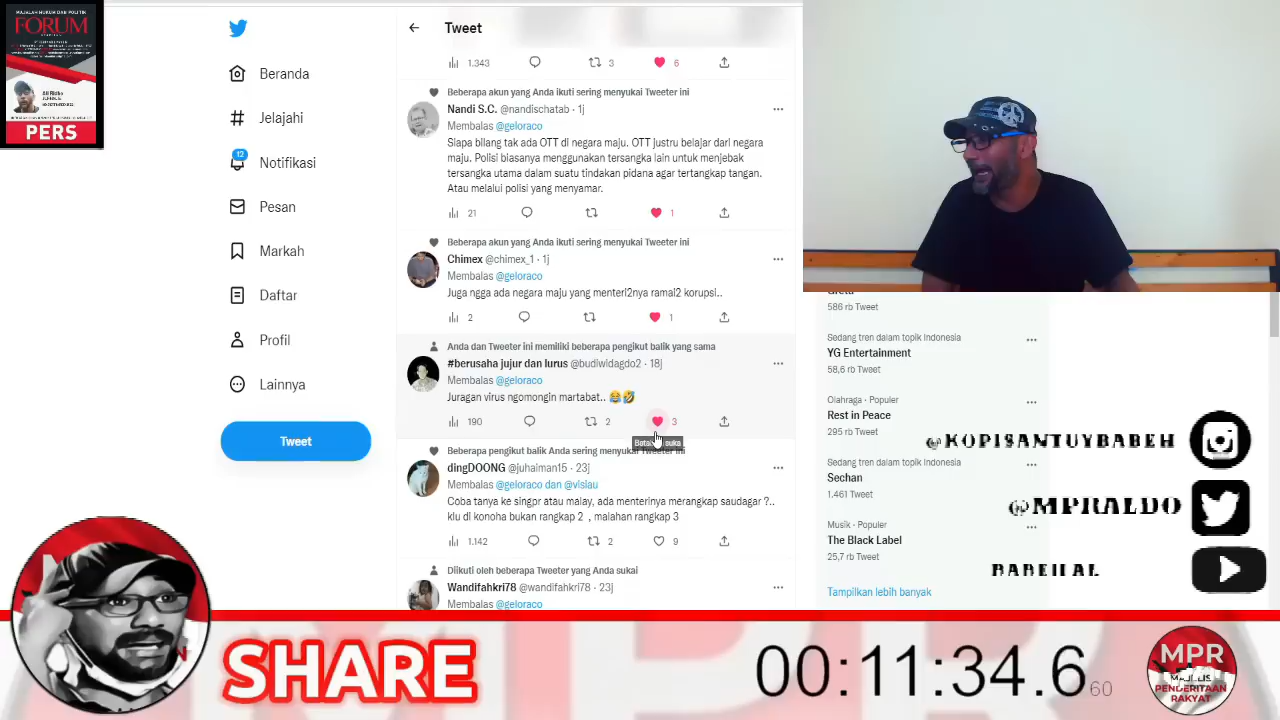 MAJALAH HUKUM DAN POLITIK
FORUM
PERS
Tweet
Beranda
Jelajahi
12
Notifikasi
Pesan
Markah
Daftar
Profil
Lainnya
Tweet
1.343 3 6
Beberapa akun yang Anda ikuti sering menyukai Tweeter ini
Nandi S.C. @nandischatab · 1j
Membalas @geloraco
Siapa bilang tak ada OTT di negara maju. OTT justru belajar dari negara
maju. Polisi biasanya menggunakan tersangka lain untuk menjebak
tersangka utama dalam suatu tindakan pidana agar tertangkap tangan.
Atau melalui polisi yang menyamar.
21 1
Beberapa akun yang Anda ikuti sering menyukai Tweeter ini
Chimex @chimex_1 · 1j
Membalas @geloraco
Juga ngga ada negara maju yang menteri2nya ramai2 korupsi..
2 1
Anda dan Tweeter ini memiliki beberapa pengikut balik yang sama
#berusaha jujur dan lurus @budiwidagdo2 · 18j
Membalas @geloraco
Juragan virus ngomongin martabat.. 😂🤣
190 2 3
Beberapa pengikut balik Anda sering menyukai Tweeter ini
dingDOONG @juhaiman15 · 23j
Membalas @geloraco dan @visiau
Coba tanya ke singpr atau malay, ada menterinya merangkap saudagar ?..
klu di konoha bukan rangkap 2 , malahan rangkap 3
1.142 2 9
Diikuti oleh beberapa Tweeter yang Anda sukai
Wandifahkri78 @wandifahkri78 · 23j
Membalas @geloraco
586 rb Tweet
Sedang tren dalam topik Indonesia
YG Entertainment
58,6 rb Tweet
Olahraga · Populer
Rest in Peace
295 rb Tweet
Sedang tren dalam topik Indonesia
Sechan
1.461 Tweet
Musik · Populer
The Black Label
25,7 rb Tweet
Tampilkan lebih banyak
@KOPISANTUYBABEH
@MPRALDO
BABEH AL
SHARE
00:11:34.6
60
MPR
MAJELIS
PENDERITAAN
RAKYAT